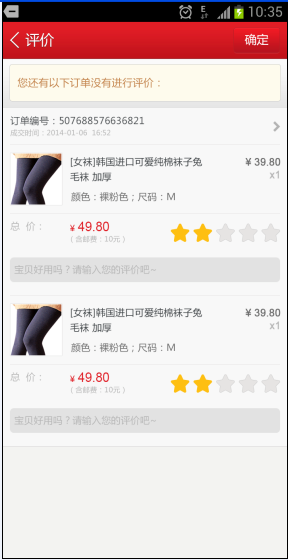 10:35
评价
确定
您还有以下订单没有进行评价：
订单编号：507688576636821
成交时间：2014-01-06 16:52
[女袜]韩国进口可爱纯棉袜子兔 ¥ 39.80
毛袜 加厚 x1
颜色：裸粉色；尺码：M
总 价： ¥ 49.80
( 含邮费：10元 )
宝贝好用吗？请输入您的评价吧~
[女袜]韩国进口可爱纯棉袜子兔 ¥ 39.80
毛袜 加厚 x1
颜色：裸粉色；尺码：M
总 价： ¥ 49.80
( 含邮费：10元 )
宝贝好用吗？请输入您的评价吧~